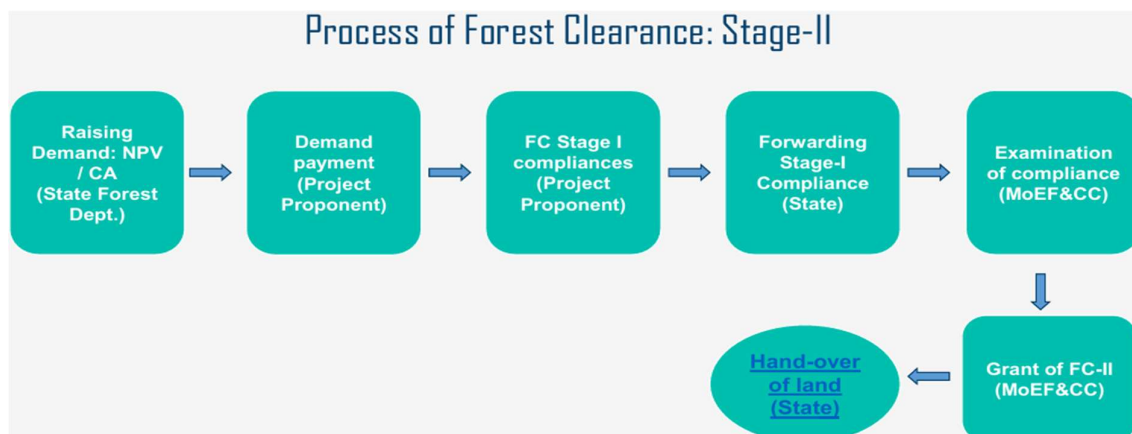 Process of Forest Clearance: Stage-II
Raising
Demand: NPV
/ CA
(State Forest
Dept.)
Demand
payment
(Project
Proponent)
FC Stage I
compliances
(Project
Proponent)
Forwarding
Stage-I
Compliance
(State)
Examination
of compliance
(MoEF&CC)
Grant of FC-II
(MoEF&CC)
Hand-over
of land
(State)